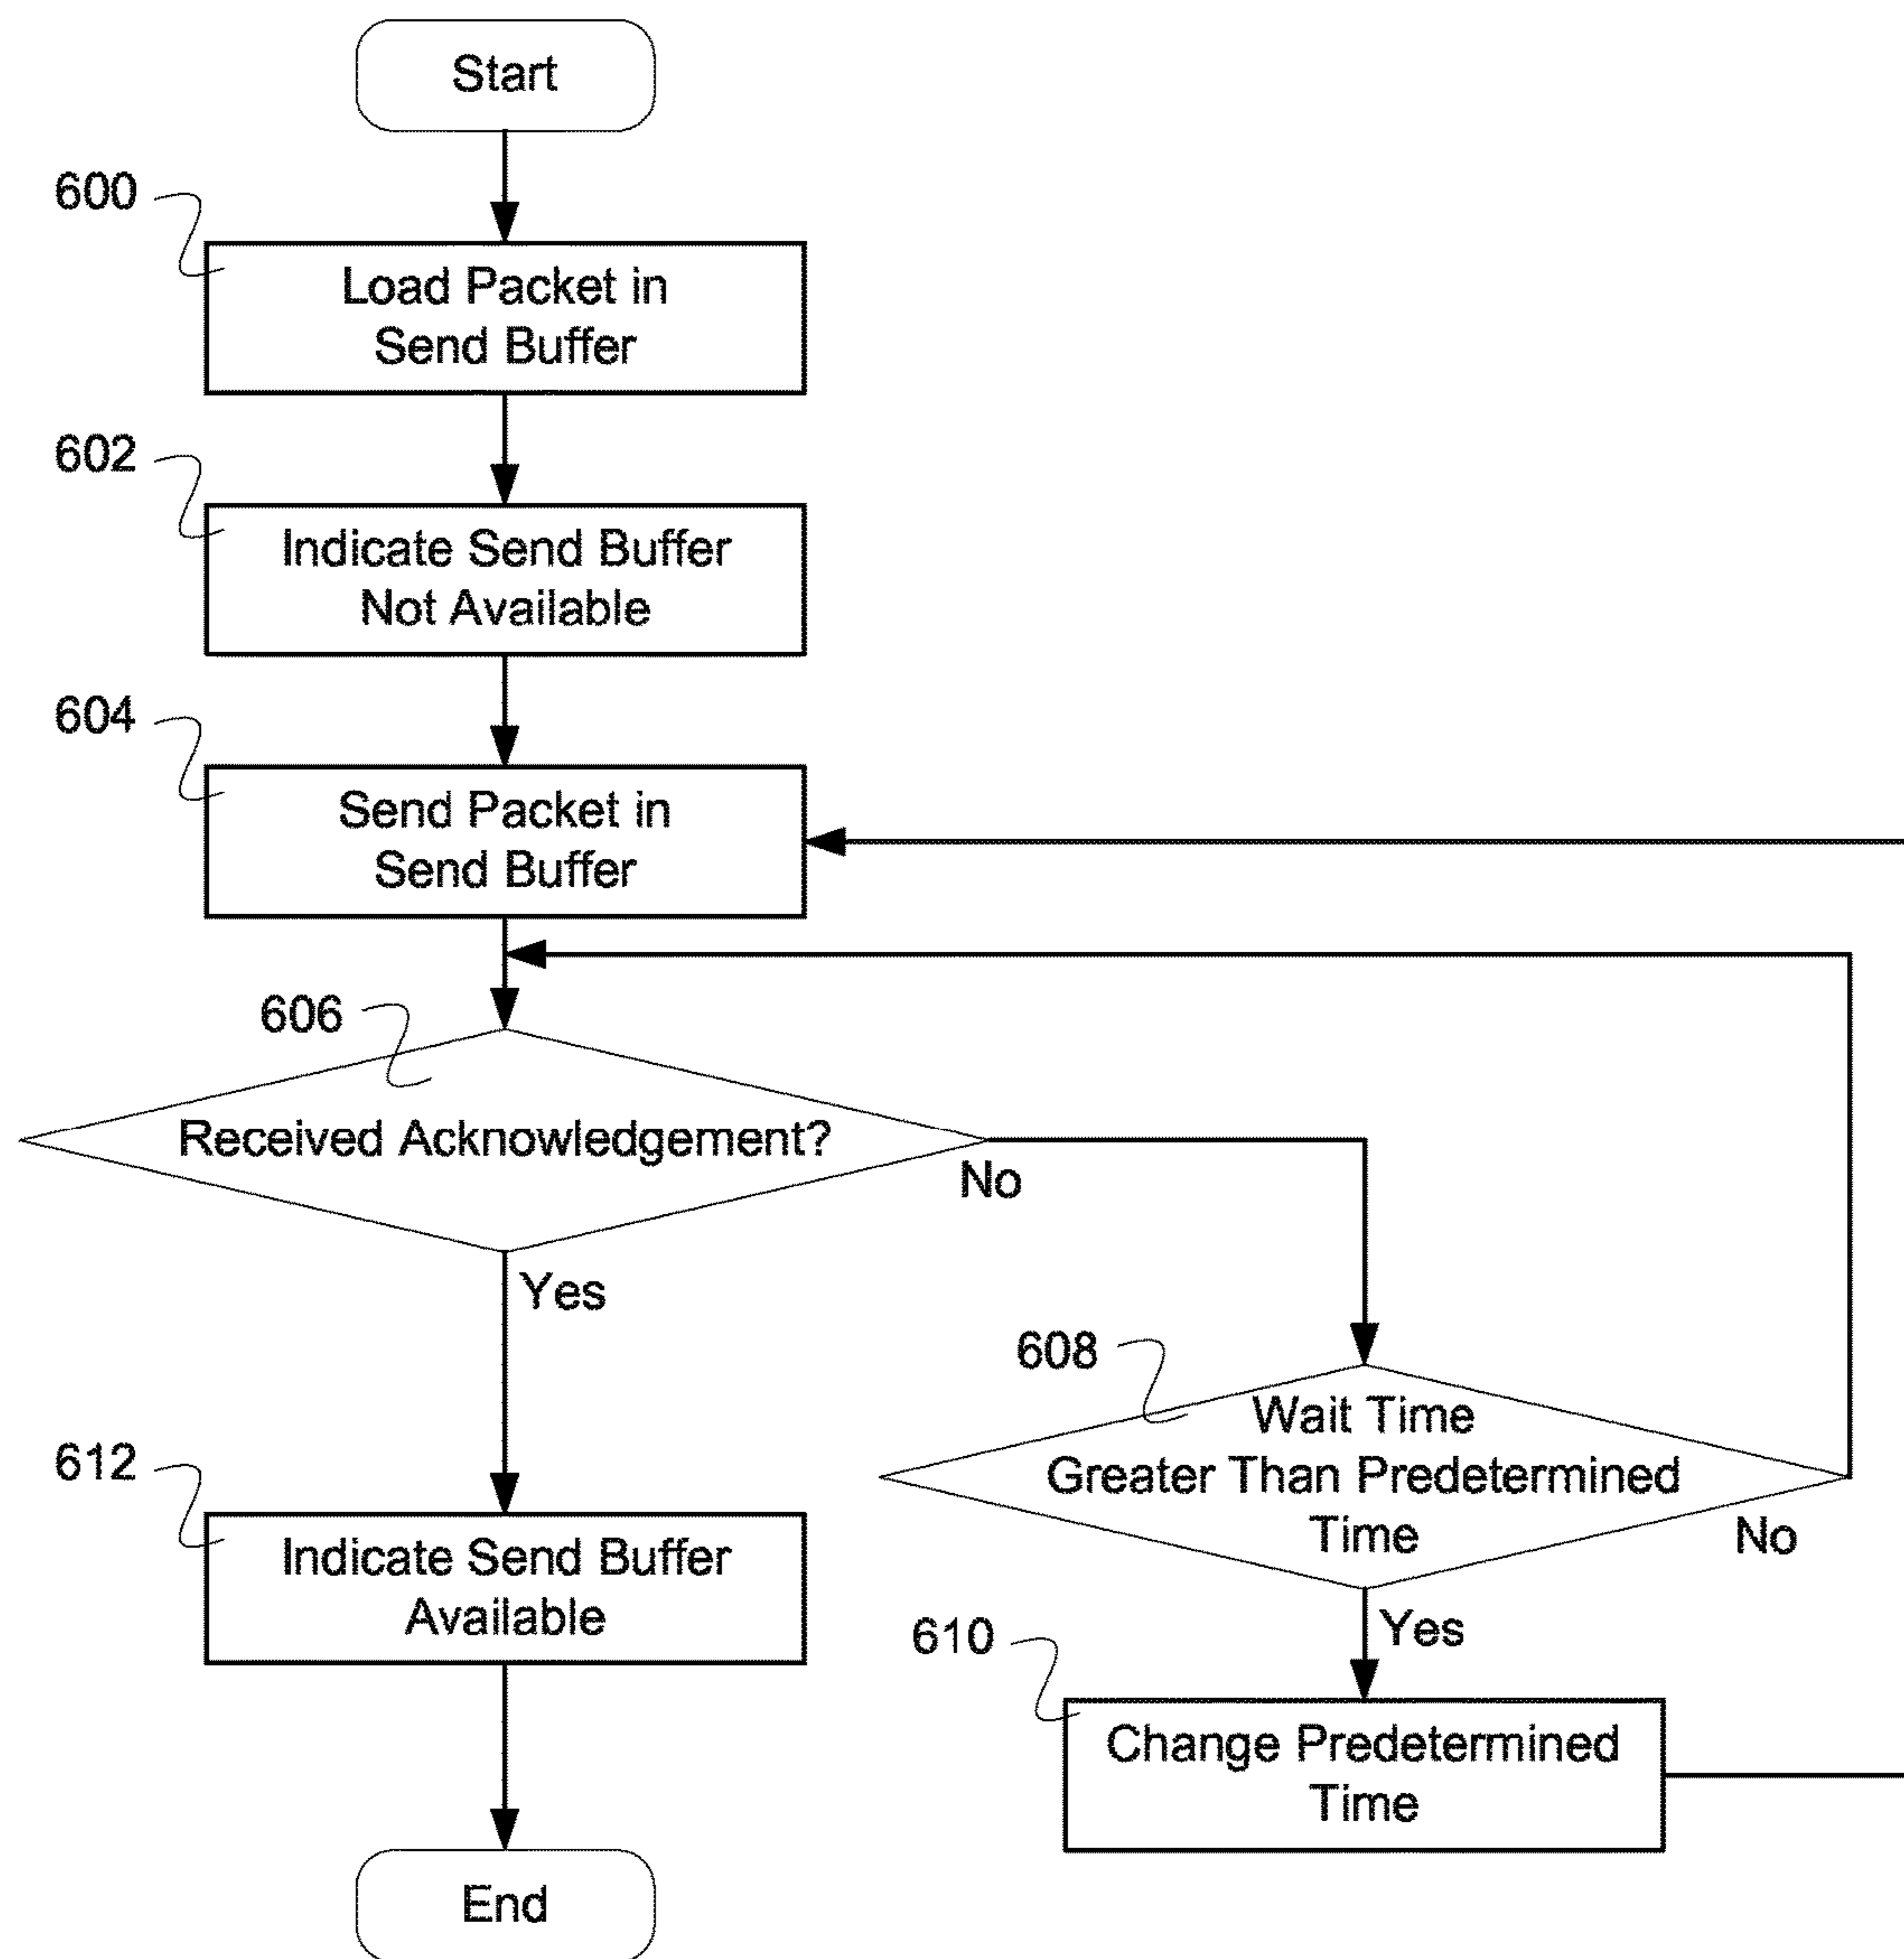 Start
600
Load Packet in
Send Buffer
602
Indicate Send Buffer
Not Available
604
Send Packet in
Send Buffer
606
Received Acknowledgement?
No
Yes
608
Wait Time
Greater Than Predetermined
Time
No
Yes
610
Change Predetermined
Time
612
Indicate Send Buffer
Available
End